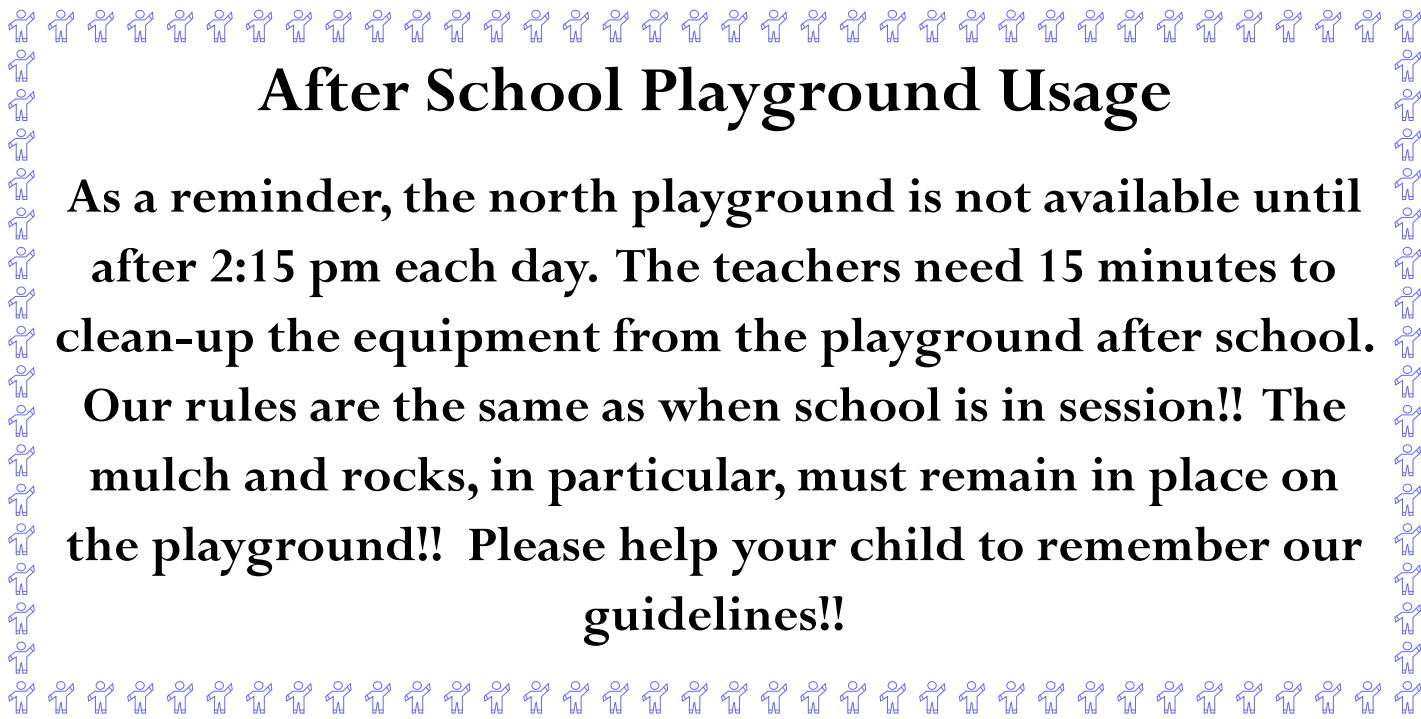 After School Playground Usage
As a reminder, the north playground is not available until
after 2:15 pm each day. The teachers need 15 minutes to
clean-up the equipment from the playground after school.
Our rules are the same as when school is in session!! The
mulch and rocks, in particular, must remain in place on
the playground!! Please help your child to remember our
guidelines!!